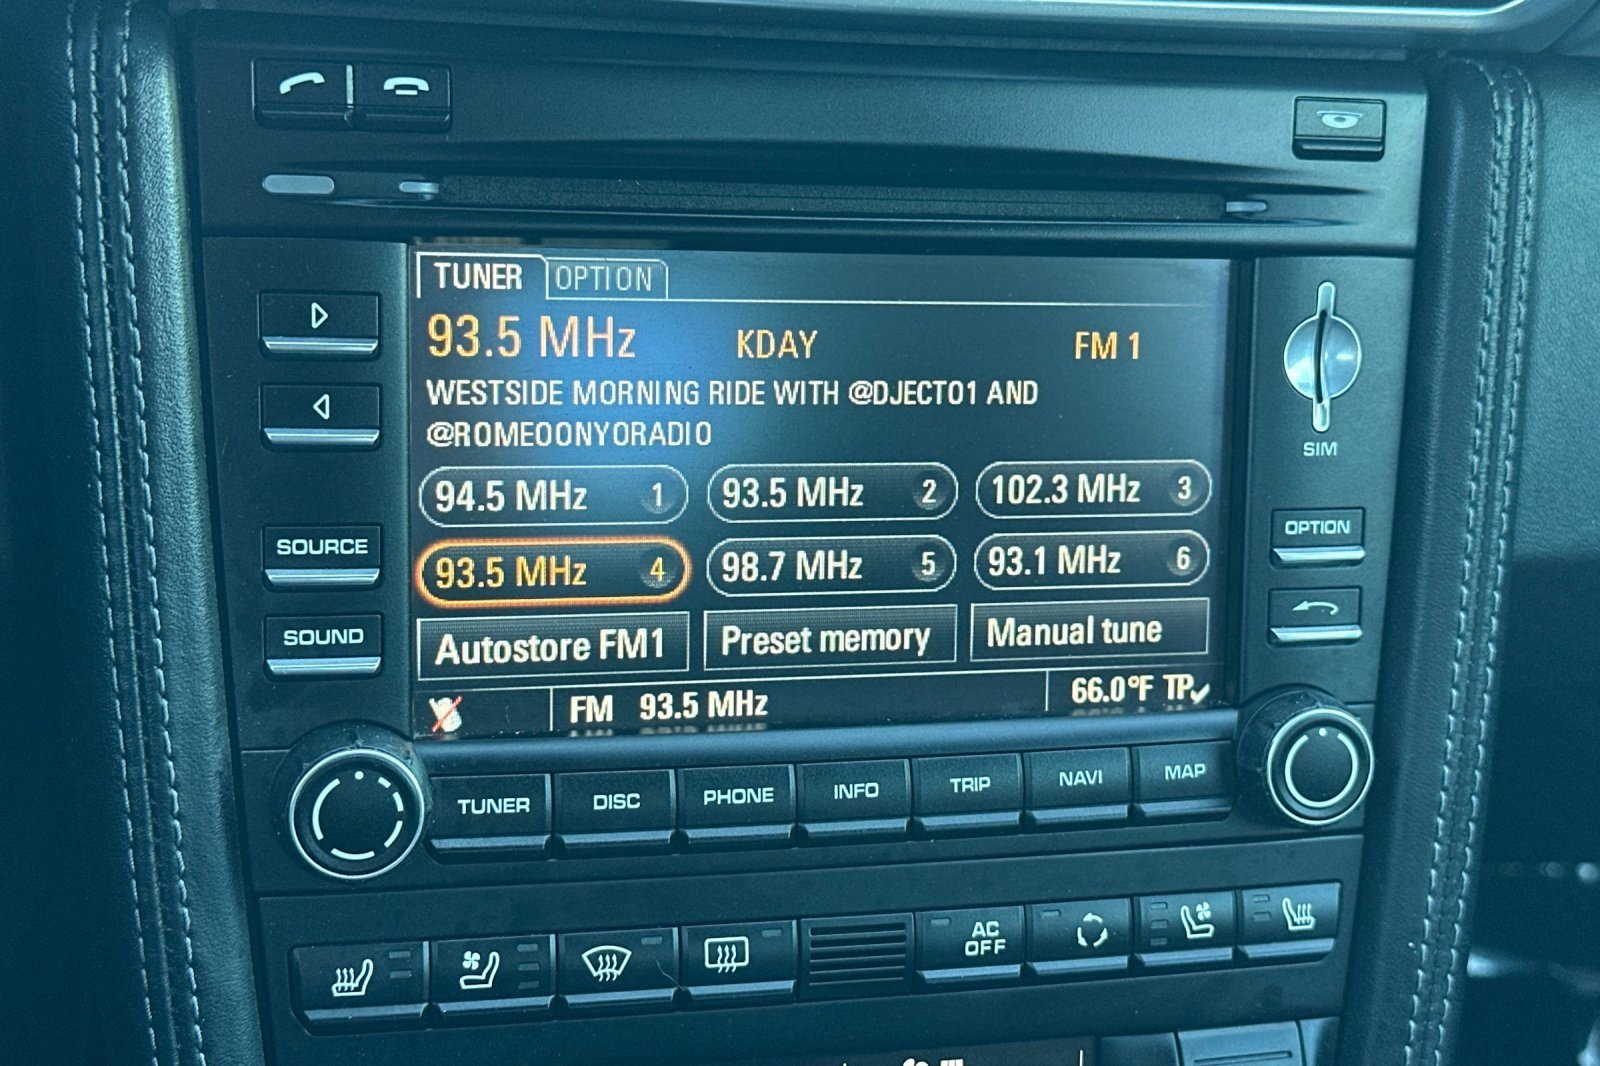 TUNER OPTION
93.5 MHz KDAY FM 1
WESTSIDE MORNING RIDE WITH @DJECTO1 AND
@ROMEOONYORADIO
94.5 MHz 1 93.5 MHz 2 102.3 MHz 3
93.5 MHz 4 98.7 MHz 5 93.1 MHz 6
Autostore FM1 Preset memory Manual tune
FM 93.5 MHz 66.0°F TP
SIM
SOURCE
OPTION
SOUND
TUNER DISC PHONE INFO TRIP NAVI MAP
AC
OFF